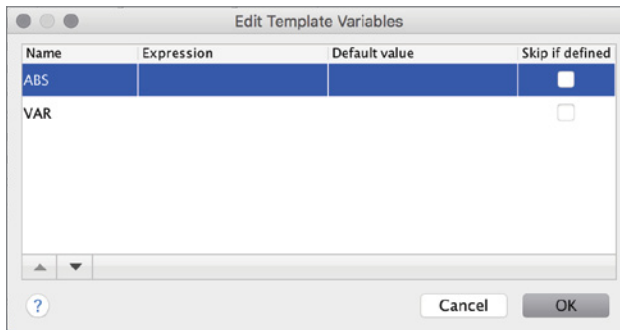 Edit Template Variables
Name Expression Default value Skip if defined
ABS
VAR
? Cancel OK